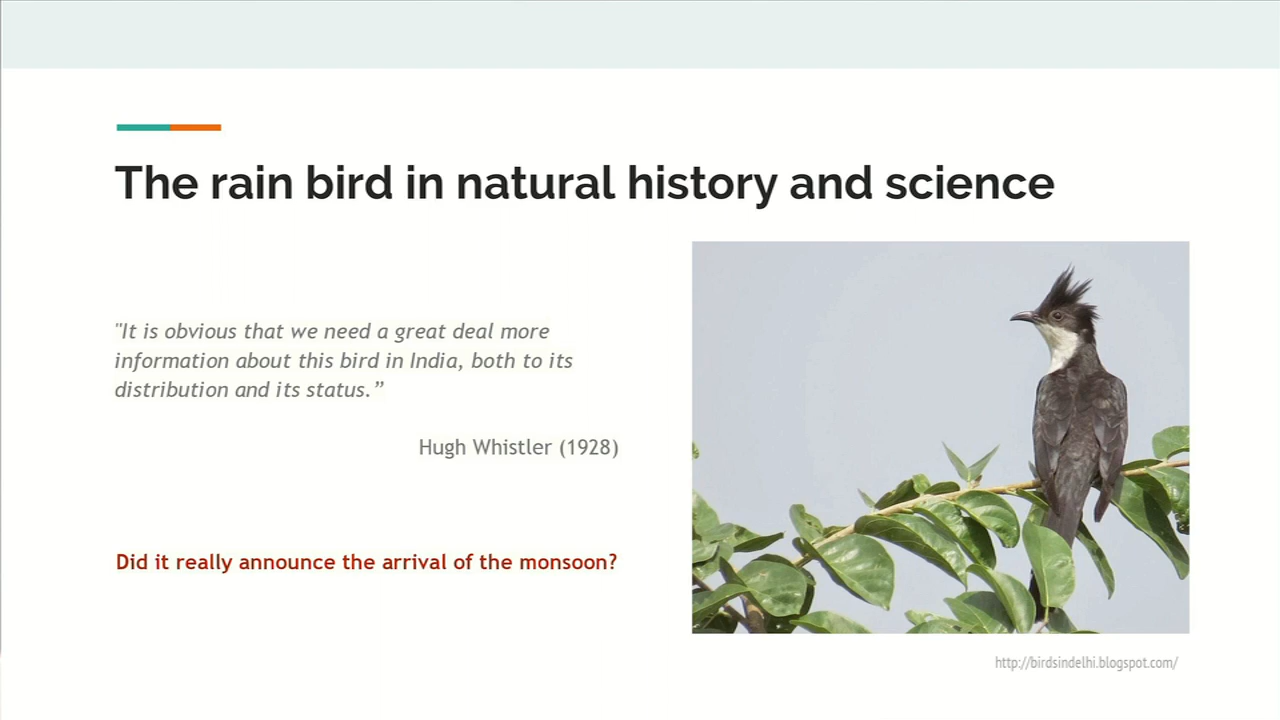 The rain bird in natural history and science
"It is obvious that we need a great deal more
information about this bird in India, both to its
distribution and its status.”
Hugh Whistler (1928)
Did it really announce the arrival of the monsoon?
http://birdsindelhi.blogspot.com/